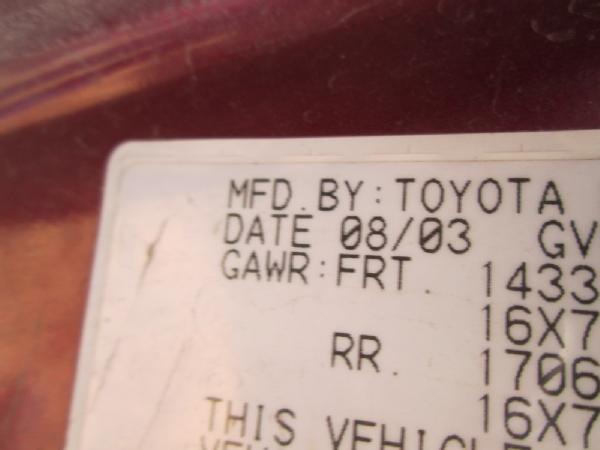 MFD. BY: TOYOTA
DATE 08/03 GV
GAWR: FRT. 1433
16X7
RR. 1706
16X7
THIS VEHICLE